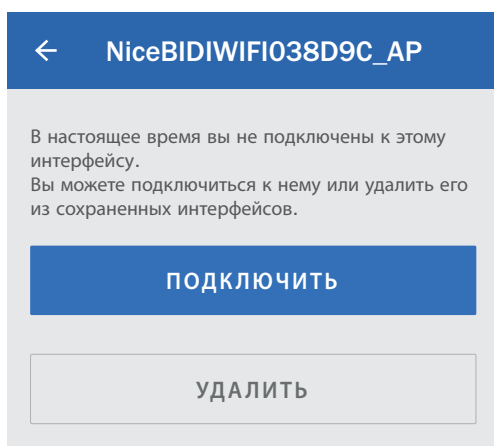 NiceBIDIWIFI038D9C_AP
В настоящее время вы не подключены к этому
интерфейсу.
Вы можете подключиться к нему или удалить его
из сохраненных интерфейсов.
ПОДКЛЮЧИТЬ
УДАЛИТЬ